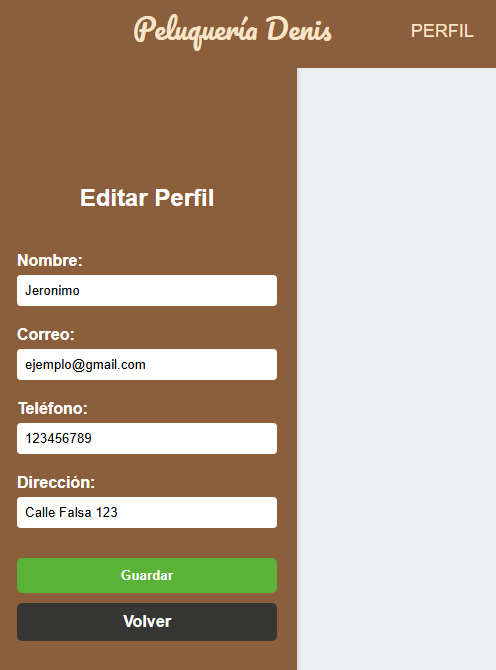 Peluquería Denis
PERFIL
Editar Perfil
Nombre:
Jeronimo
Correo:
ejemplo@gmail.com
Teléfono:
123456789
Dirección:
Calle Falsa 123
Guardar
Volver